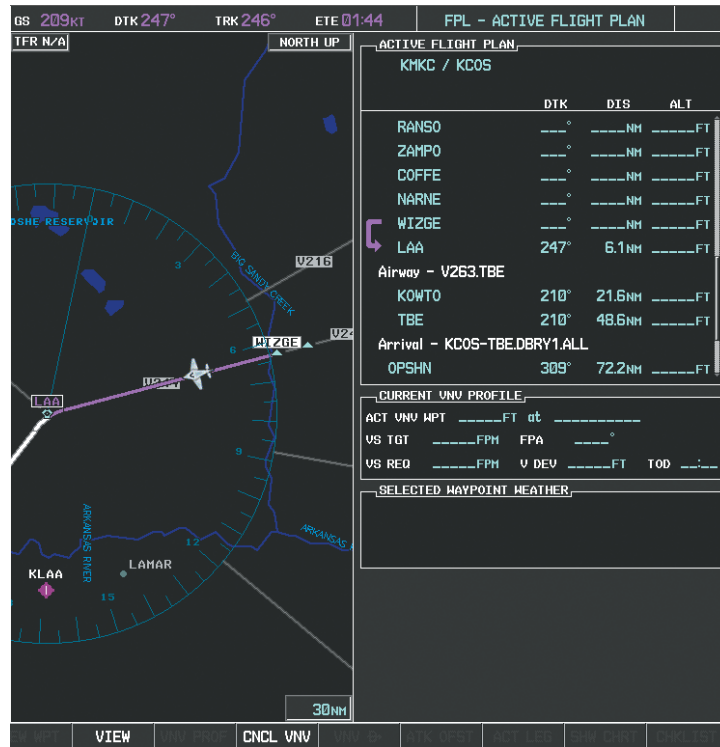 GS 209KT DTK 247° TRK 246° ETE 01:44 FPL - ACTIVE FLIGHT PLAN
TFR N/A NORTH UP
OSHE RESERVOIR
3
BIG SANDY CREEK
V216
6
WIZGE
LAA
9
ARKANSAS RIVER
ARKANSAS
12
LAMAR
KLAA
15
30NM
ACTIVE FLIGHT PLAN
KMKC / KCOS
DTK DIS ALT
RANSO ___° ____NM _____FT
ZAMPO ___° ____NM _____FT
COFFE ___° ____NM _____FT
NARNE ___° ____NM _____FT
WIZGE ___° ____NM _____FT
LAA 247° 6.1NM _____FT
Airway - V263.TBE
KOWTO 210° 21.6NM _____FT
TBE 210° 48.6NM _____FT
Arrival - KCOS-TBE.DBRY1.ALL
OPSHN 309° 72.2NM _____FT
CURRENT VNV PROFILE
ACT VNV WPT _____FT at __________
VS TGT _____FPM FPA ____°
VS REQ _____FPM V DEV _____FT TOD __:__
SELECTED WAYPOINT WEATHER
EW WPT VIEW VNV PROF CNCL VNV VNV D→ ATK OFST ACT LEG SHW CHRT CHKLIST